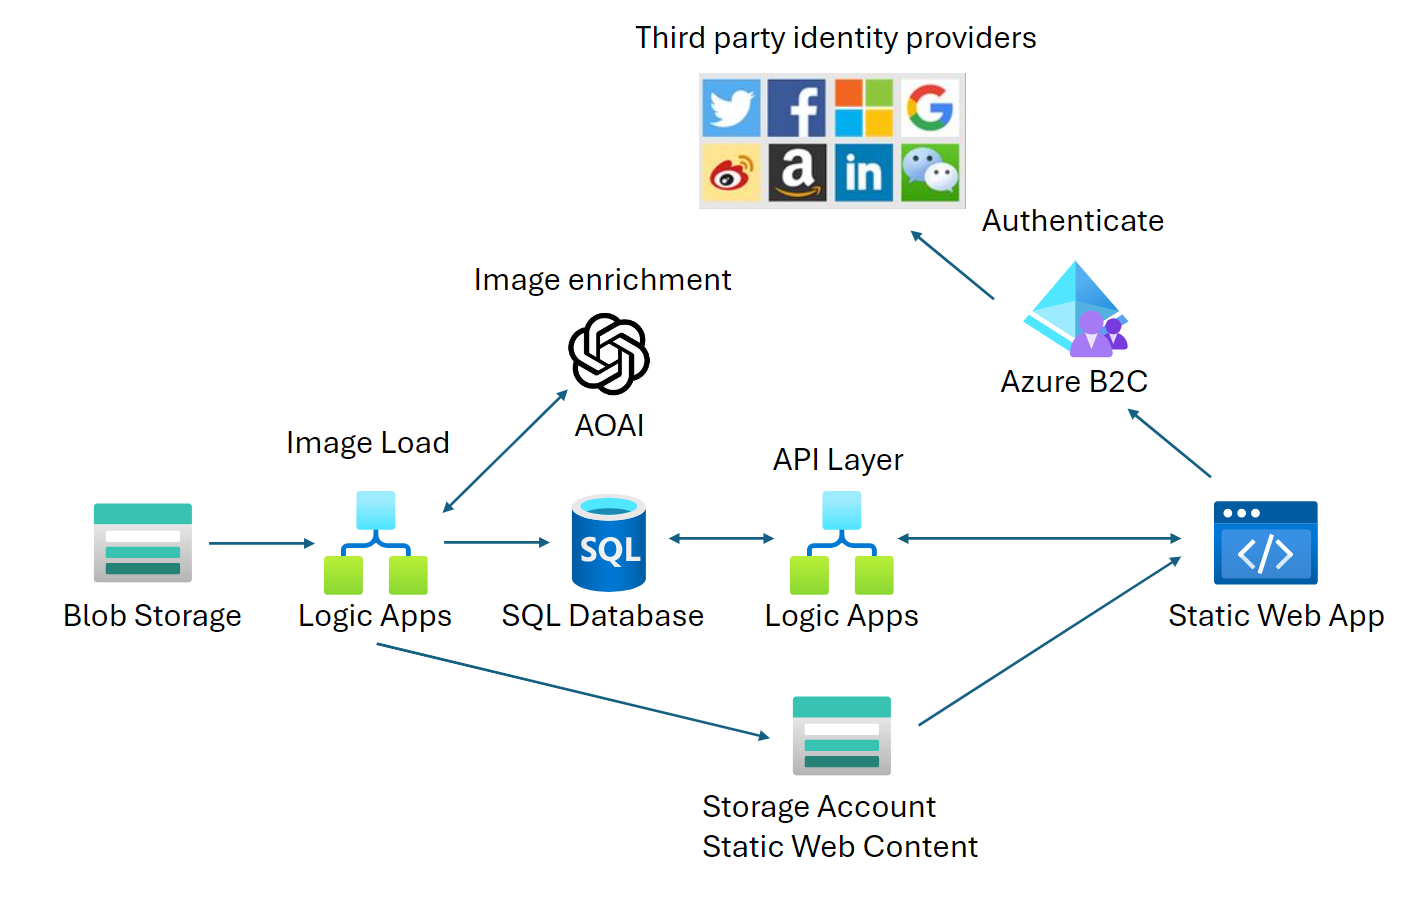 Third party identity providers
Authenticate
Image enrichment
Azure B2C
AOAI
Image Load
API Layer
SQL
Blob Storage
Logic Apps
SQL Database
Logic Apps
Static Web App
Storage Account
Static Web Content